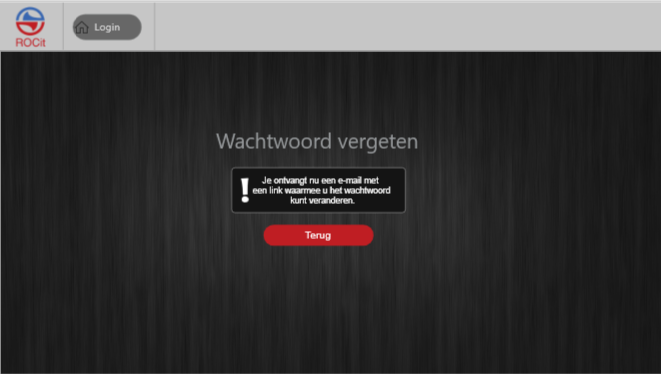 Login
ROCit
Wachtwoord vergeten
Je ontvangt nu een e-mail met
een link waarmee u het wachtwoord
kunt veranderen.
Terug